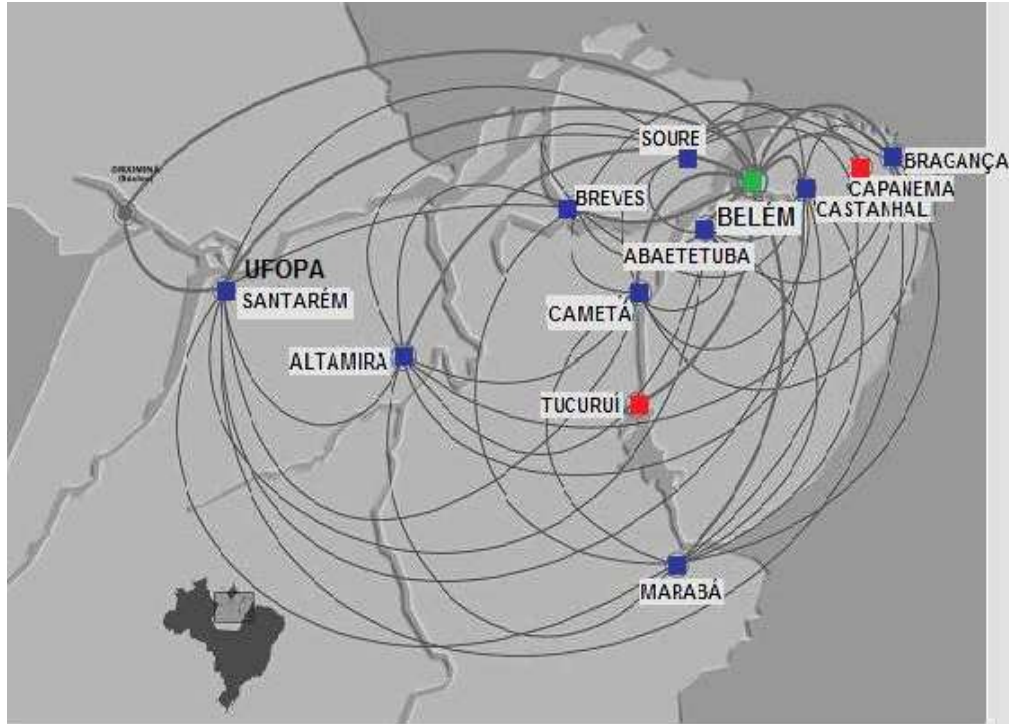 SOURE
BRAGANÇA
CAPANEMA
BREVES
CASTANHAL
BELÉM
ABAETETUBA
UFOPA
SANTARÉM
CAMETÁ
ALTAMIRA
TUCURUÍ
MARABÁ